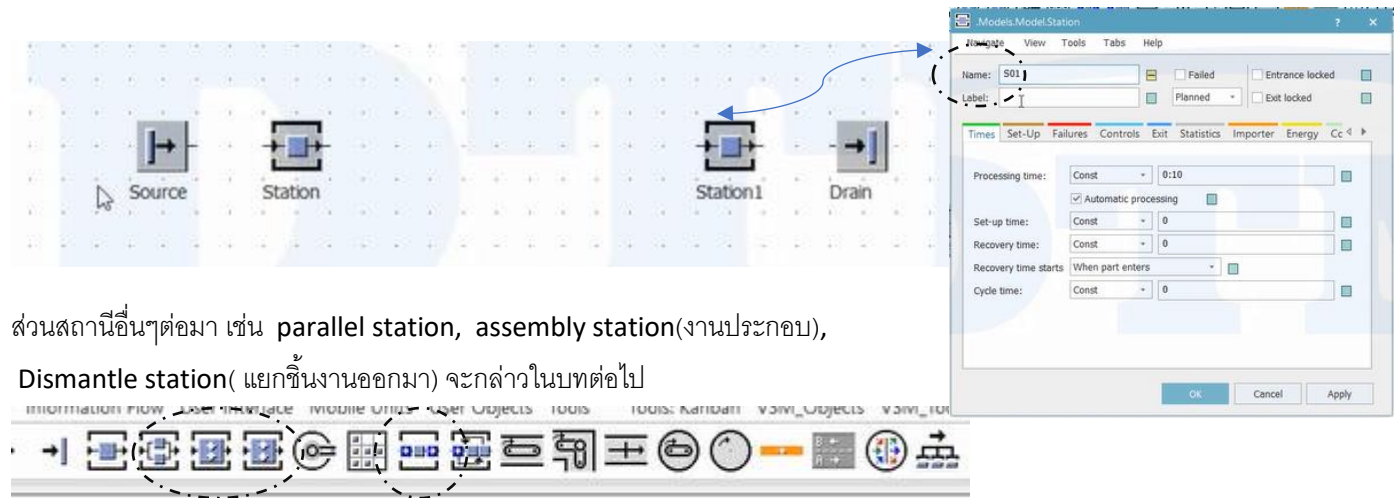 .Models.Model.Station
? ×
Navigate View Tools Tabs Help
Name: S01 Failed Entrance locked
Label: Planned Exit locked
Times Set-Up Failures Controls Exit Statistics Importer Energy Cc
Processing time: Const 0:10
Automatic processing
Set-up time: Const 0
Recovery time: Const 0
Recovery time starts When part enters
Cycle time: Const 0
OK Cancel Apply
Source Station Station1 Drain
ส่วนสถานีอื่นๆต่อมา เช่น parallel station, assembly station(งานประกอบ),
Dismantle station( แยกชิ้นงานออกมา) จะกล่าวในบทต่อไป
Information Flow User Interface Mobile Units User Objects Tools Tools: Kanban VSM_Objects VSM_To